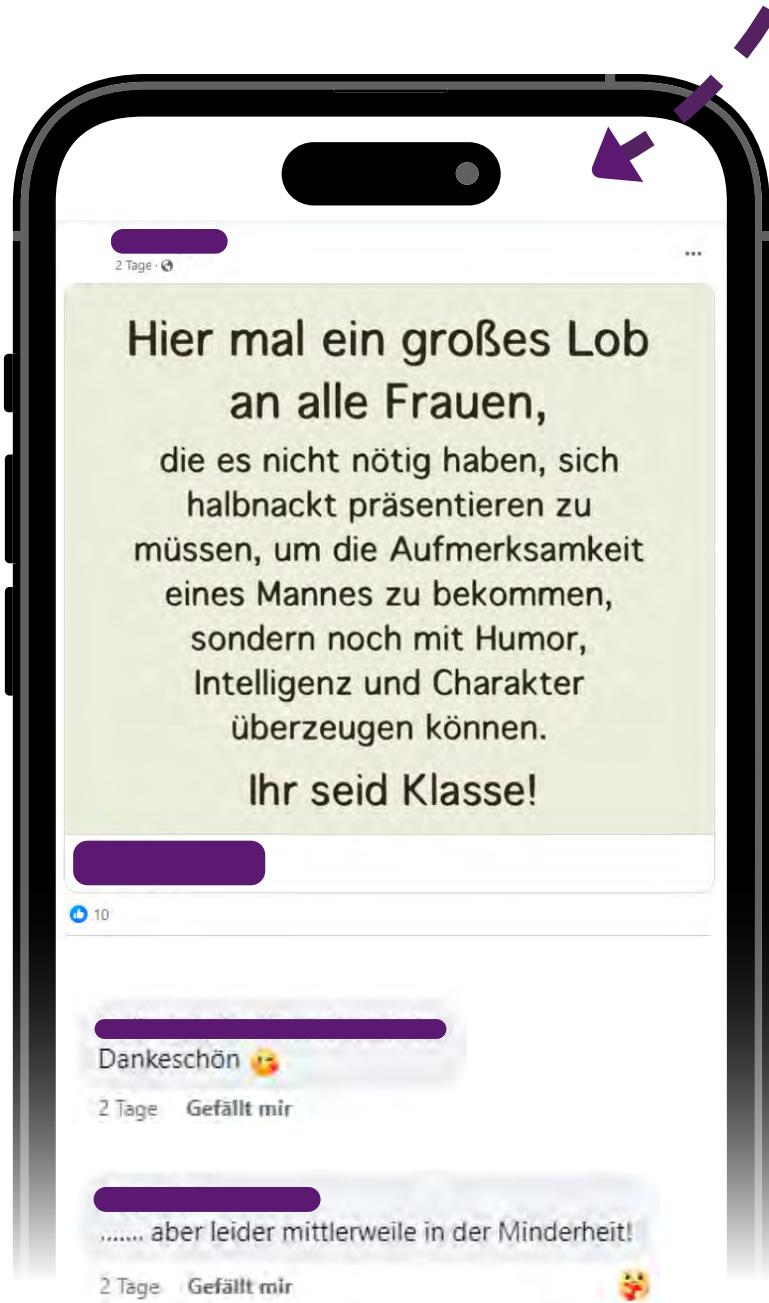 2 Tage ·
Hier mal ein großes Lob
an alle Frauen,
die es nicht nötig haben, sich
halbnackt präsentieren zu
müssen, um die Aufmerksamkeit
eines Mannes zu bekommen,
sondern noch mit Humor,
Intelligenz und Charakter
überzeugen können.
Ihr seid Klasse!
10
Dankeschön 😘
2 Tage Gefällt mir
....... aber leider mittlerweile in der Minderheit!
2 Tage Gefällt mir